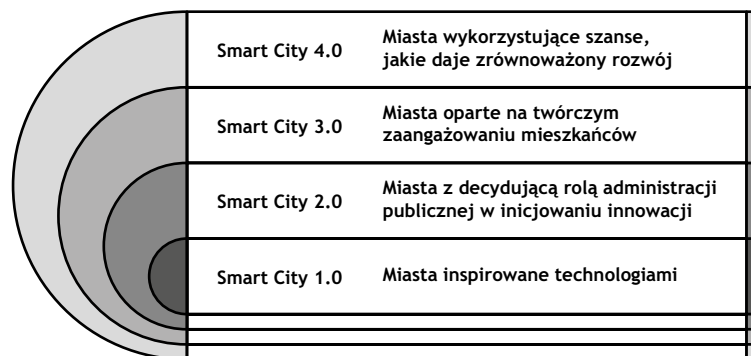 Smart City 4.0
Miasta wykorzystujące szanse,
jakie daje zrównoważony rozwój
Smart City 3.0
Miasta oparte na twórczym
zaangażowaniu mieszkańców
Smart City 2.0
Miasta z decydującą rolą administracji
publicznej w inicjowaniu innowacji
Smart City 1.0
Miasta inspirowane technologiami